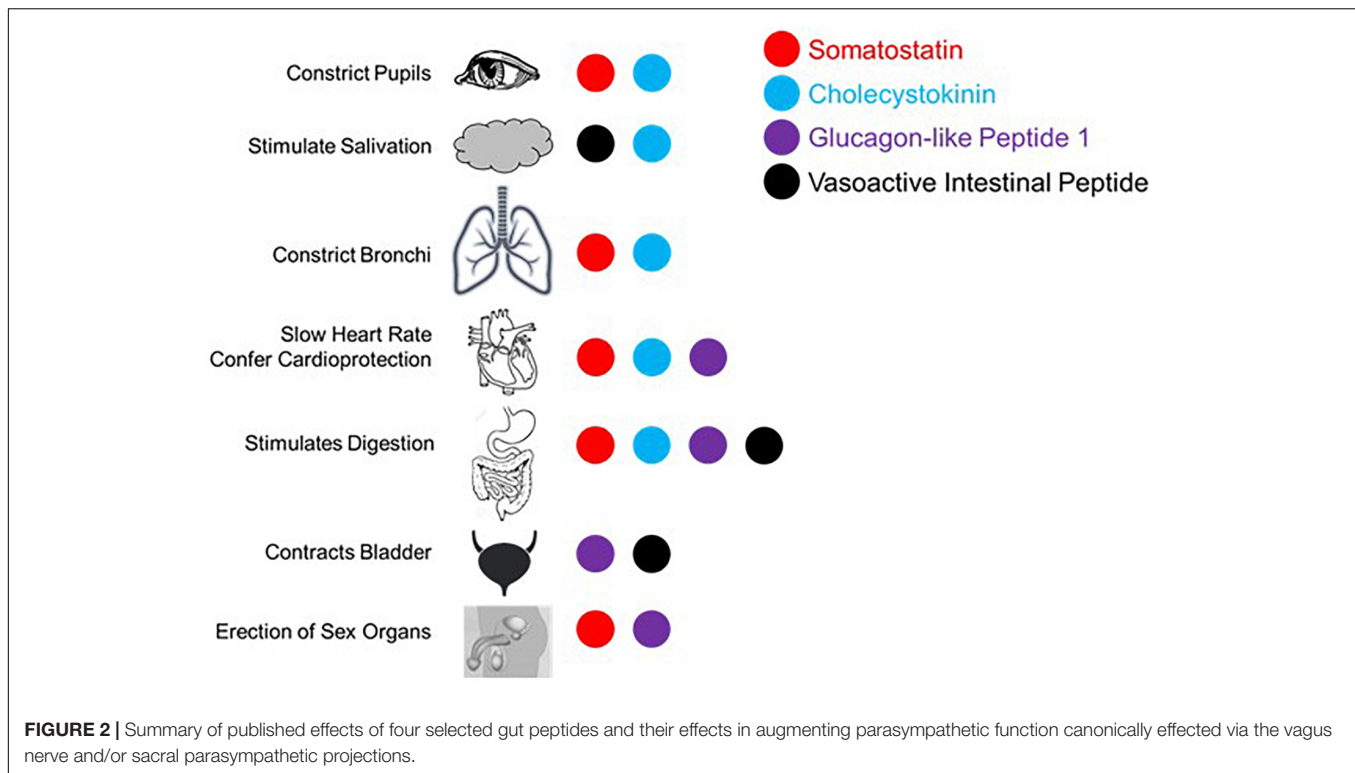 Constrict Pupils
Stimulate Salivation
Constrict Bronchi
Slow Heart Rate
Confer Cardioprotection
Stimulates Digestion
Contracts Bladder
Erection of Sex Organs
Somatostatin
Cholecystokinin
Glucagon-like Peptide 1
Vasoactive Intestinal Peptide
FIGURE 2 | Summary of published effects of four selected gut peptides and their effects in augmenting parasympathetic function canonically effected via the vagus
nerve and/or sacral parasympathetic projections.